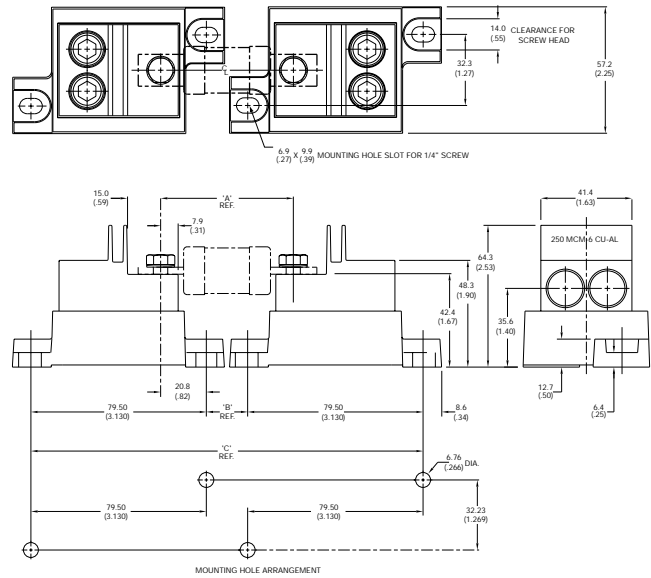 14.0
(.55)
CLEARANCE FOR
SCREW HEAD
32.3
(1.27)
57.2
(2.25)
C
L
6.9
(.27)
X
9.9
(.39)
MOUNTING HOLE SLOT FOR 1/4" SCREW
15.0
(.59)
'A'
REF.
7.9
(.31)
41.4
(1.63)
250 MCM-6 CU-AL
64.3
(2.53)
48.3
(1.90)
42.4
(1.67)
35.6
(1.40)
20.8
(.82)
12.7
(.50)
6.4
(.25)
79.50
(3.130)
'B'
REF.
79.50
(3.130)
8.6
(.34)
'C'
REF.
6.76
(.266)
DIA.
79.50
(3.130)
79.50
(3.130)
32.23
(1.269)
MOUNTING HOLE ARRANGEMENT